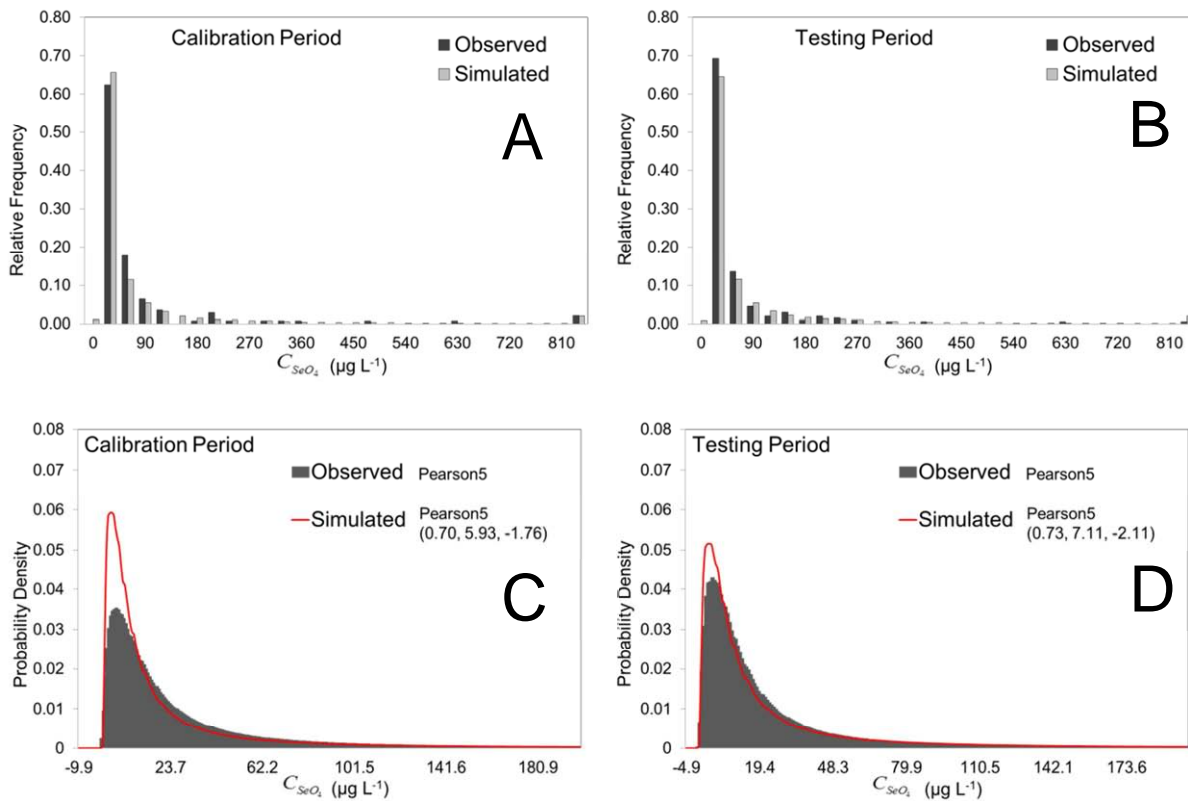 Calibration Period
Observed
Simulated
A
Relative Frequency
0.80
0.70
0.60
0.50
0.40
0.30
0.20
0.10
0.00
0 90 180 270 360 450 540 630 720 810
C_SeO₄ (µg L⁻¹)
Testing Period
Observed
Simulated
B
Relative Frequency
0.80
0.70
0.60
0.50
0.40
0.30
0.20
0.10
0.00
0 90 180 270 360 450 540 630 720 810
C_SeO₄ (µg L⁻¹)
Calibration Period
Observed Pearson5
Simulated Pearson5
(0.70, 5.93, -1.76)
C
Probability Density
0.08
0.07
0.06
0.05
0.04
0.03
0.02
0.01
0
-9.9 23.7 62.2 101.5 141.6 180.9
C_SeO₄ (µg L⁻¹)
Testing Period
Observed Pearson5
Simulated Pearson5
(0.73, 7.11, -2.11)
D
Probability Density
0.08
0.07
0.06
0.05
0.04
0.03
0.02
0.01
0
-4.9 19.4 48.3 79.9 110.5 142.1 173.6
C_SeO₄ (µg L⁻¹)